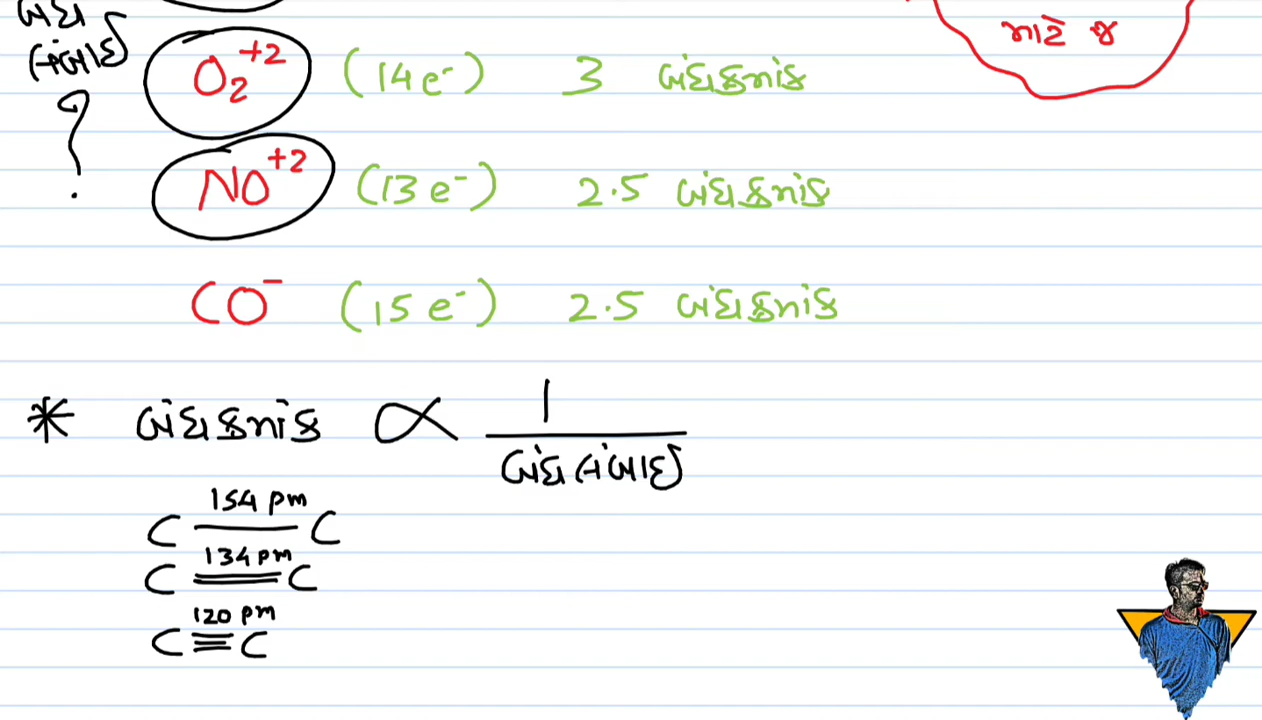 બંધ
લંબાઈ
?
માટે જ
O₂⁺² (14e⁻) 3 બંધક્રમાંક
NO⁺² (13e⁻) 2.5 બંધક્રમાંક
CO⁻ (15e⁻) 2.5 બંધક્રમાંક
* બંધક્રમાંક ∝ 1 / બંધલંબાઈ
154 pm
C — C
134 pm
C = C
120 pm
C ≡ C